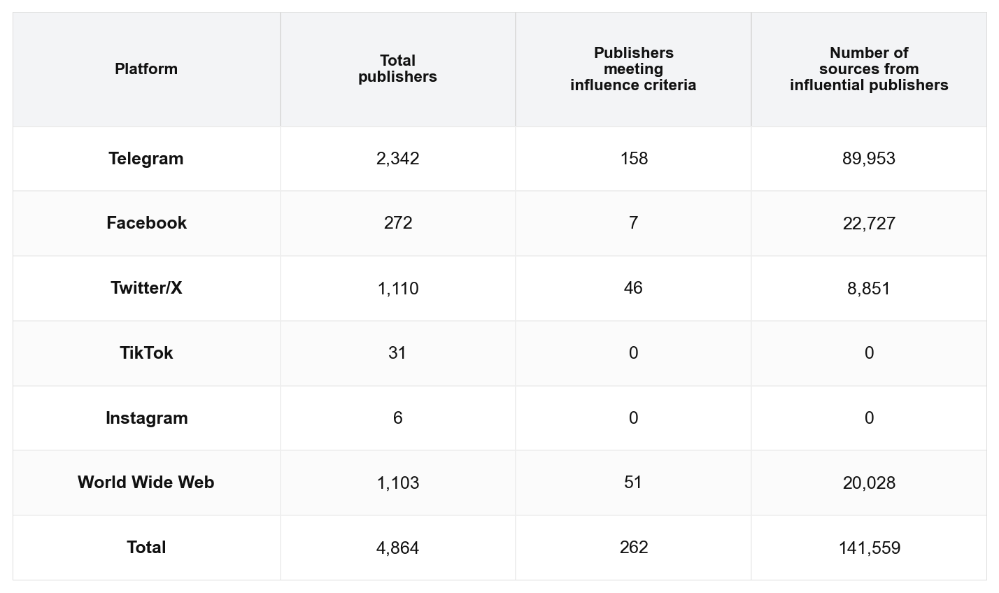 Platform
Total
publishers
Publishers
meeting
influence criteria
Number of
sources from
influential publishers
Telegram 2,342 158 89,953
Facebook 272 7 22,727
Twitter/X 1,110 46 8,851
TikTok 31 0 0
Instagram 6 0 0
World Wide Web 1,103 51 20,028
Total 4,864 262 141,559